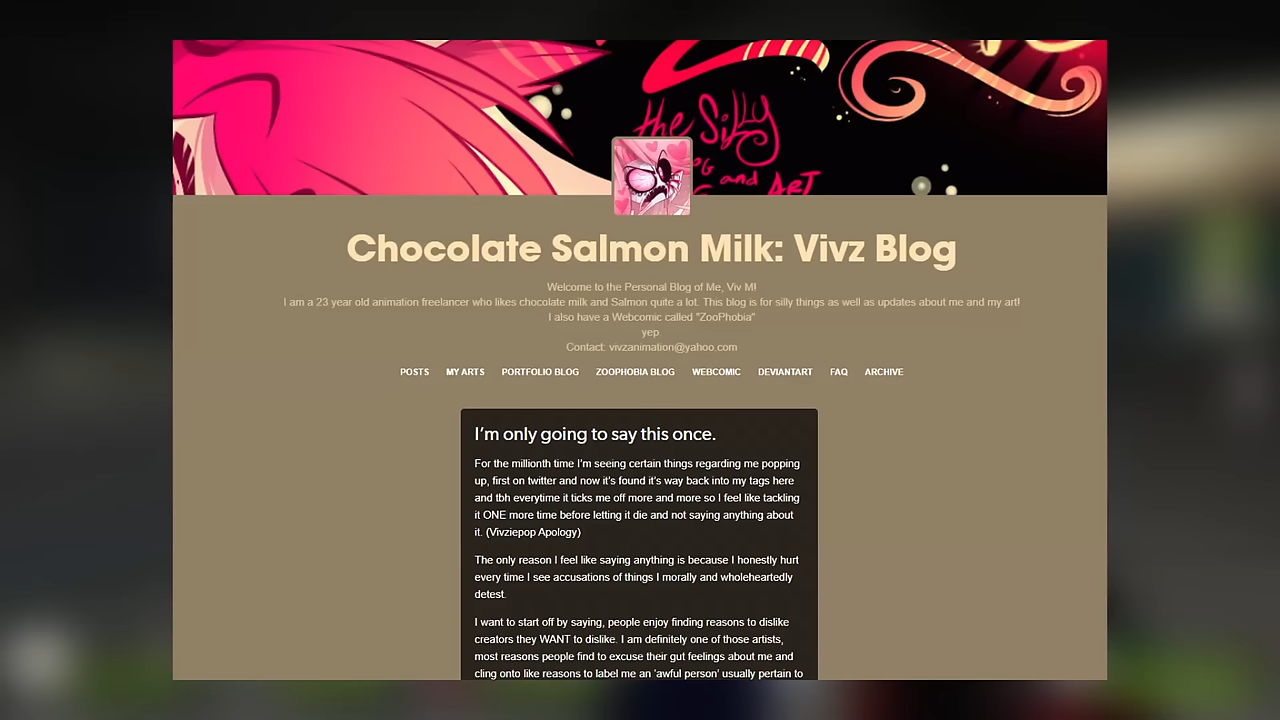 the Silly
and
ART
Chocolate Salmon Milk: Vivz Blog
Welcome to the Personal Blog of Me, Viv M!
I am a 23 year old animation freelancer who likes chocolate milk and Salmon quite a lot. This blog is for silly things as well as updates about me and my art!
I also have a Webcomic called "ZooPhobia"
yep.
Contact: vivzanimation@yahoo.com
POSTS MY ARTS PORTFOLIO BLOG ZOOPHOBIA BLOG WEBCOMIC DEVIANTART FAQ ARCHIVE
I'm only going to say this once.
For the millionth time I'm seeing certain things regarding me popping
up, first on twitter and now it's found it's way back into my tags here
and tbh everytime it ticks me off more and more so I feel like tackling
it ONE more time before letting it die and not saying anything about
it. (Vivziepop Apology)
The only reason I feel like saying anything is because I honestly hurt
every time I see accusations of things I morally and wholeheartedly
detest.
I want to start off by saying, people enjoy finding reasons to dislike
creators they WANT to dislike. I am definitely one of those artists,
most reasons people find to excuse their gut feelings about me and
cling onto like reasons to label me an 'awful person' usually pertain to